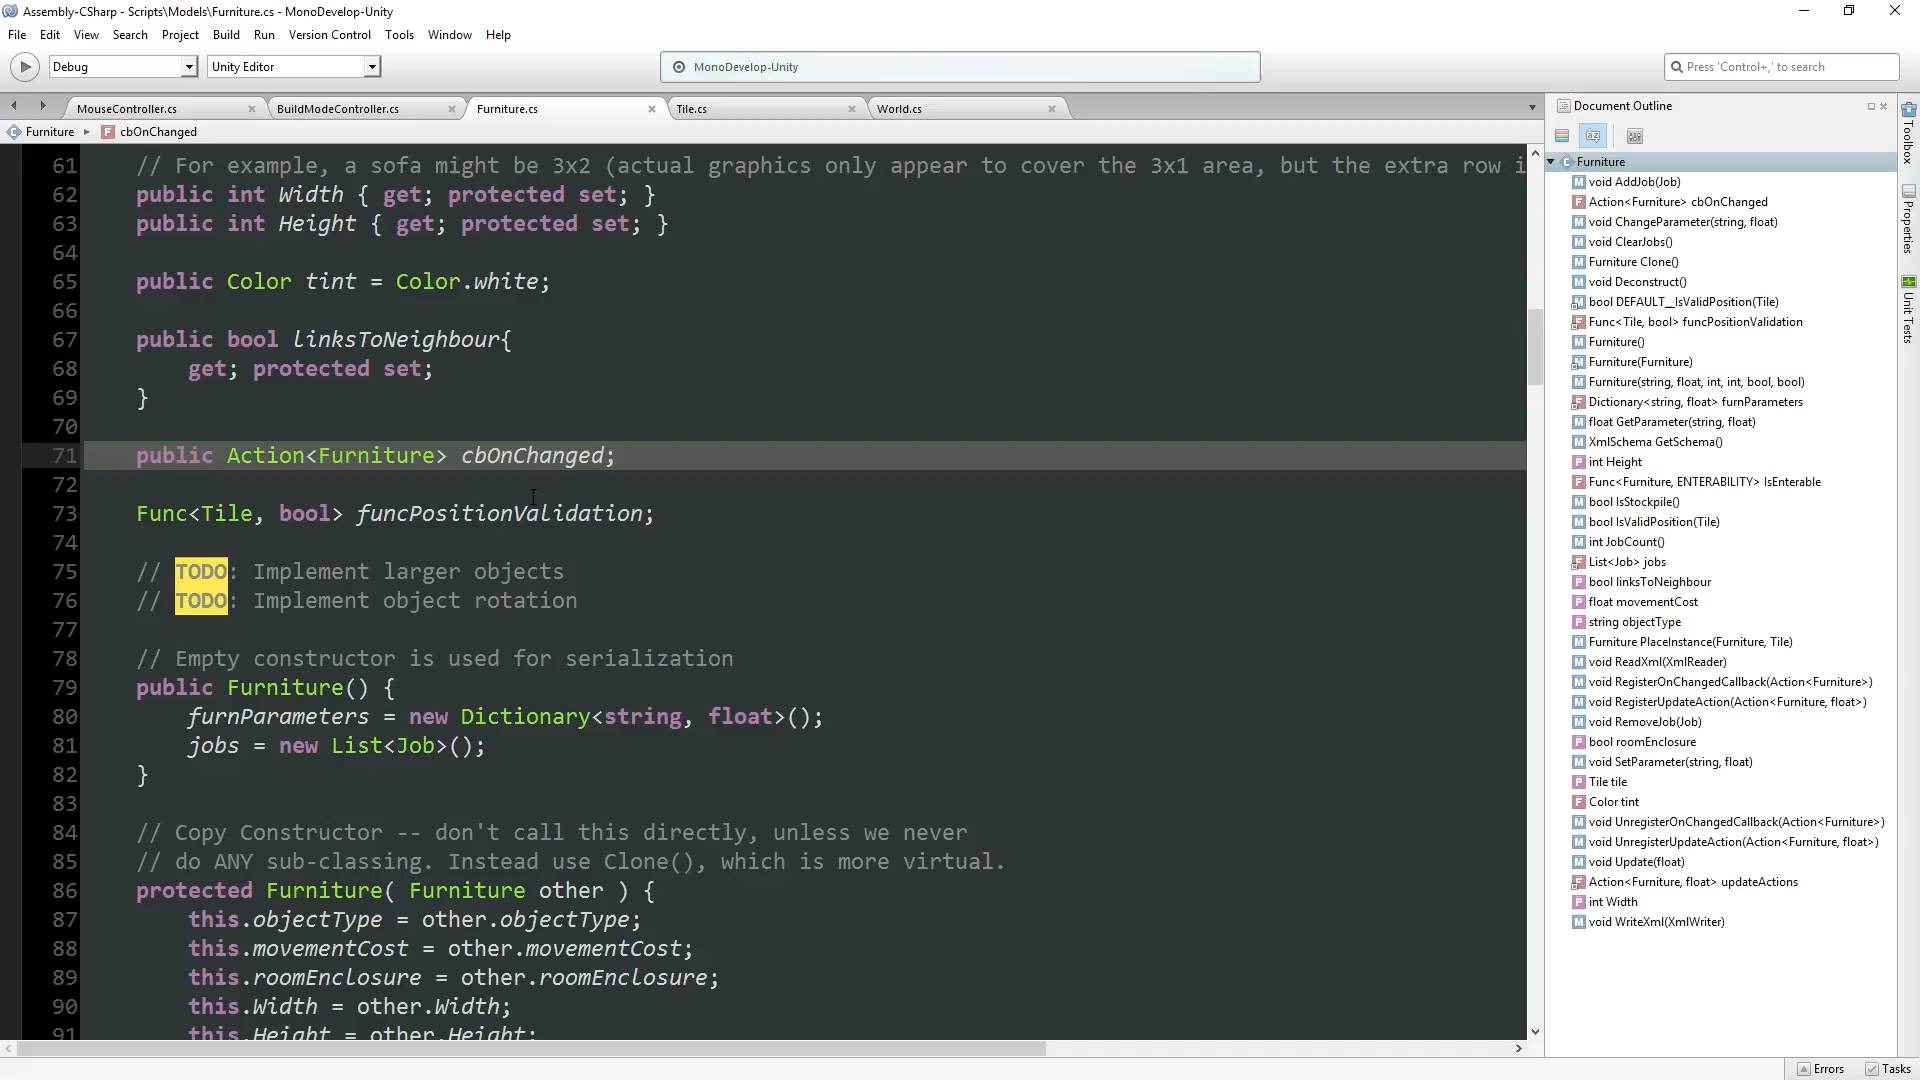 Assembly-CSharp - Scripts\Models\Furniture.cs - MonoDevelop-Unity
File Edit View Search Project Build Run Version Control Tools Window Help
Debug Unity Editor MonoDevelop-Unity Press 'Control+,' to search
MouseController.cs BuildModeController.cs Furniture.cs Tile.cs World.cs
Furniture cbOnChanged
61 // For example, a sofa might be 3x2 (actual graphics only appear to cover the 3x1 area, but the extra row i
62 public int Width { get; protected set; }
63 public int Height { get; protected set; }
64
65 public Color tint = Color.white;
66
67 public bool linksToNeighbour{
68 get; protected set;
69 }
70
71 public Action<Furniture> cbOnChanged;
72
73 Func<Tile, bool> funcPositionValidation;
74
75 // TODO: Implement larger objects
76 // TODO: Implement object rotation
77
78 // Empty constructor is used for serialization
79 public Furniture() {
80 furnParameters = new Dictionary<string, float>();
81 jobs = new List<Job>();
82 }
83
84 // Copy Constructor -- don't call this directly, unless we never
85 // do ANY sub-classing. Instead use Clone(), which is more virtual.
86 protected Furniture( Furniture other ) {
87 this.objectType = other.objectType;
88 this.movementCost = other.movementCost;
89 this.roomEnclosure = other.roomEnclosure;
90 this.Width = other.Width;
91 this.Height = other.Height;
Document Outline
Furniture
void AddJob(Job)
Action<Furniture> cbOnChanged
void ChangeParameter(string, float)
void ClearJobs()
Furniture Clone()
void Deconstruct()
bool DEFAULT__IsValidPosition(Tile)
Func<Tile, bool> funcPositionValidation
Furniture()
Furniture(Furniture)
Furniture(string, float, int, int, bool, bool)
Dictionary<string, float> furnParameters
float GetParameter(string, float)
XmlSchema GetSchema()
int Height
Func<Furniture, ENTERABILITY> IsEnterable
bool IsStockpile()
bool IsValidPosition(Tile)
int JobCount()
List<Job> jobs
bool linksToNeighbour
float movementCost
string objectType
Furniture PlaceInstance(Furniture, Tile)
void ReadXml(XmlReader)
void RegisterOnChangedCallback(Action<Furniture>)
void RegisterUpdateAction(Action<Furniture, float>)
void RemoveJob(Job)
bool roomEnclosure
void SetParameter(string, float)
Tile tile
Color tint
void UnregisterOnChangedCallback(Action<Furniture>)
void UnregisterUpdateAction(Action<Furniture, float>)
void Update(float)
Action<Furniture, float> updateActions
int Width
void WriteXml(XmlWriter)
Toolbox
Properties
Unit Tests
Errors Tasks